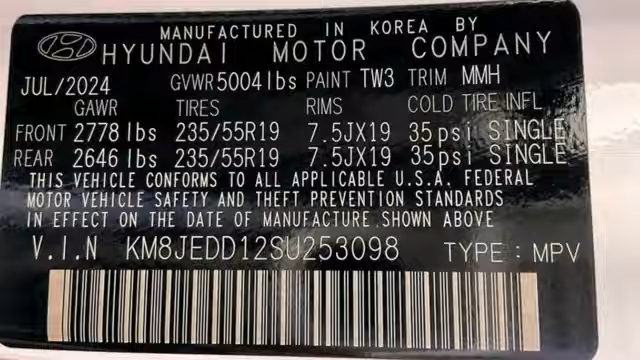 MANUFACTURED IN KOREA BY
HYUNDAI MOTOR COMPANY
JUL/2024 GVWR 5004lbs PAINT TW3 TRIM MMH
GAWR TIRES RIMS COLD TIRE INFL
FRONT 2778 lbs 235/55R19 7.5JX19 35psi SINGLE
REAR 2646 lbs 235/55R19 7.5JX19 35psi SINGLE
THIS VEHICLE CONFORMS TO ALL APPLICABLE U.S.A. FEDERAL
MOTOR VEHICLE SAFETY AND THEFT PREVENTION STANDARDS
IN EFFECT ON THE DATE OF MANUFACTURE SHOWN ABOVE
V.I.N KM8JEDD12SU253098 TYPE : MPV